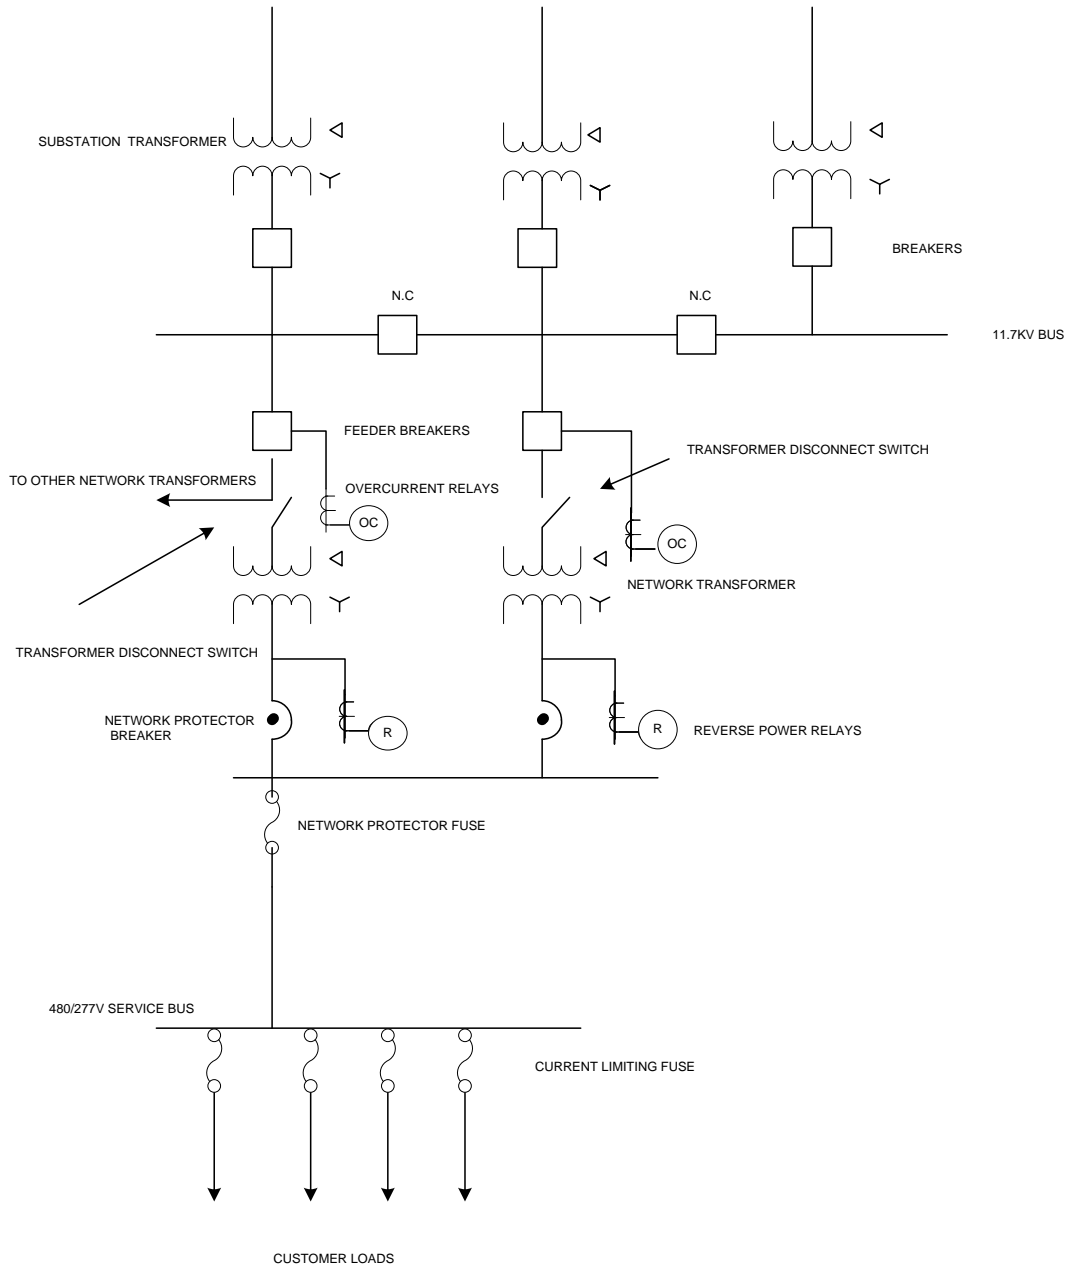 SUBSTATION TRANSFORMER
BREAKERS
N.C
N.C
11.7KV BUS
FEEDER BREAKERS
TRANSFORMER DISCONNECT SWITCH
TO OTHER NETWORK TRANSFORMERS
OVERCURRENT RELAYS
OC
OC
NETWORK TRANSFORMER
TRANSFORMER DISCONNECT SWITCH
NETWORK PROTECTOR
BREAKER
R
R
REVERSE POWER RELAYS
NETWORK PROTECTOR FUSE
480/277V SERVICE BUS
CURRENT LIMITING FUSE
CUSTOMER LOADS